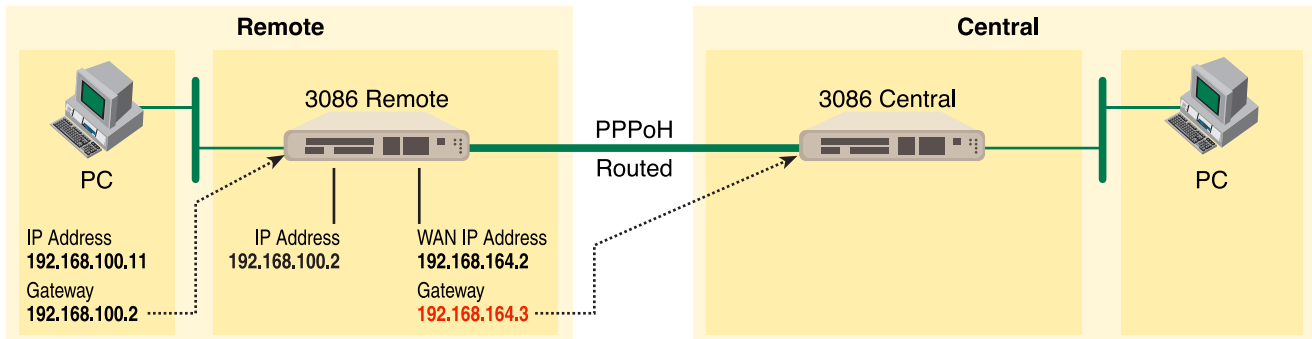 Remote
Central
3086 Remote
3086 Central
PPPoH
Routed
PC
PC
IP Address
192.168.100.11
Gateway
192.168.100.2
IP Address
192.168.100.2
WAN IP Address
192.168.164.2
Gateway
192.168.164.3